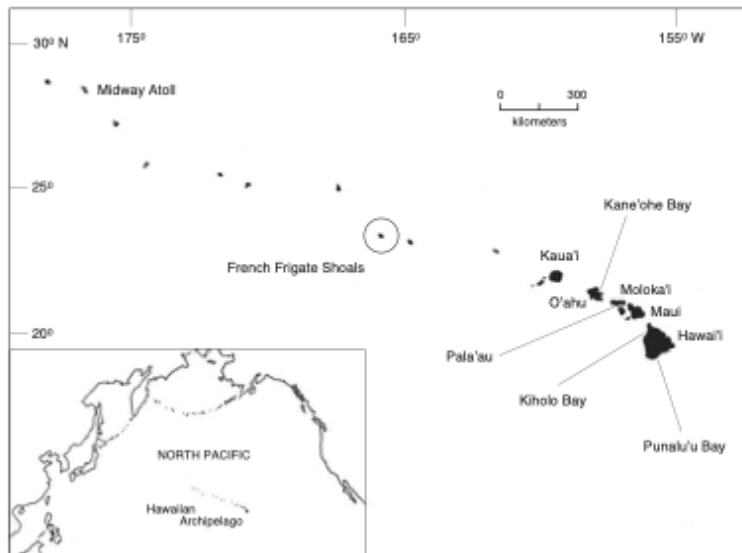 175º
165º
155º W
30º N
Midway Atoll
0
300
kilometers
25º
Kane'ohe Bay
French Frigate Shoals
Kaua'I
Moloka'I
O'ahu
Maui
20º
Hawai'I
Pala'au
Kiholo Bay
Punalu'u Bay
NORTH PACIFIC
Hawaiian
Archipelago